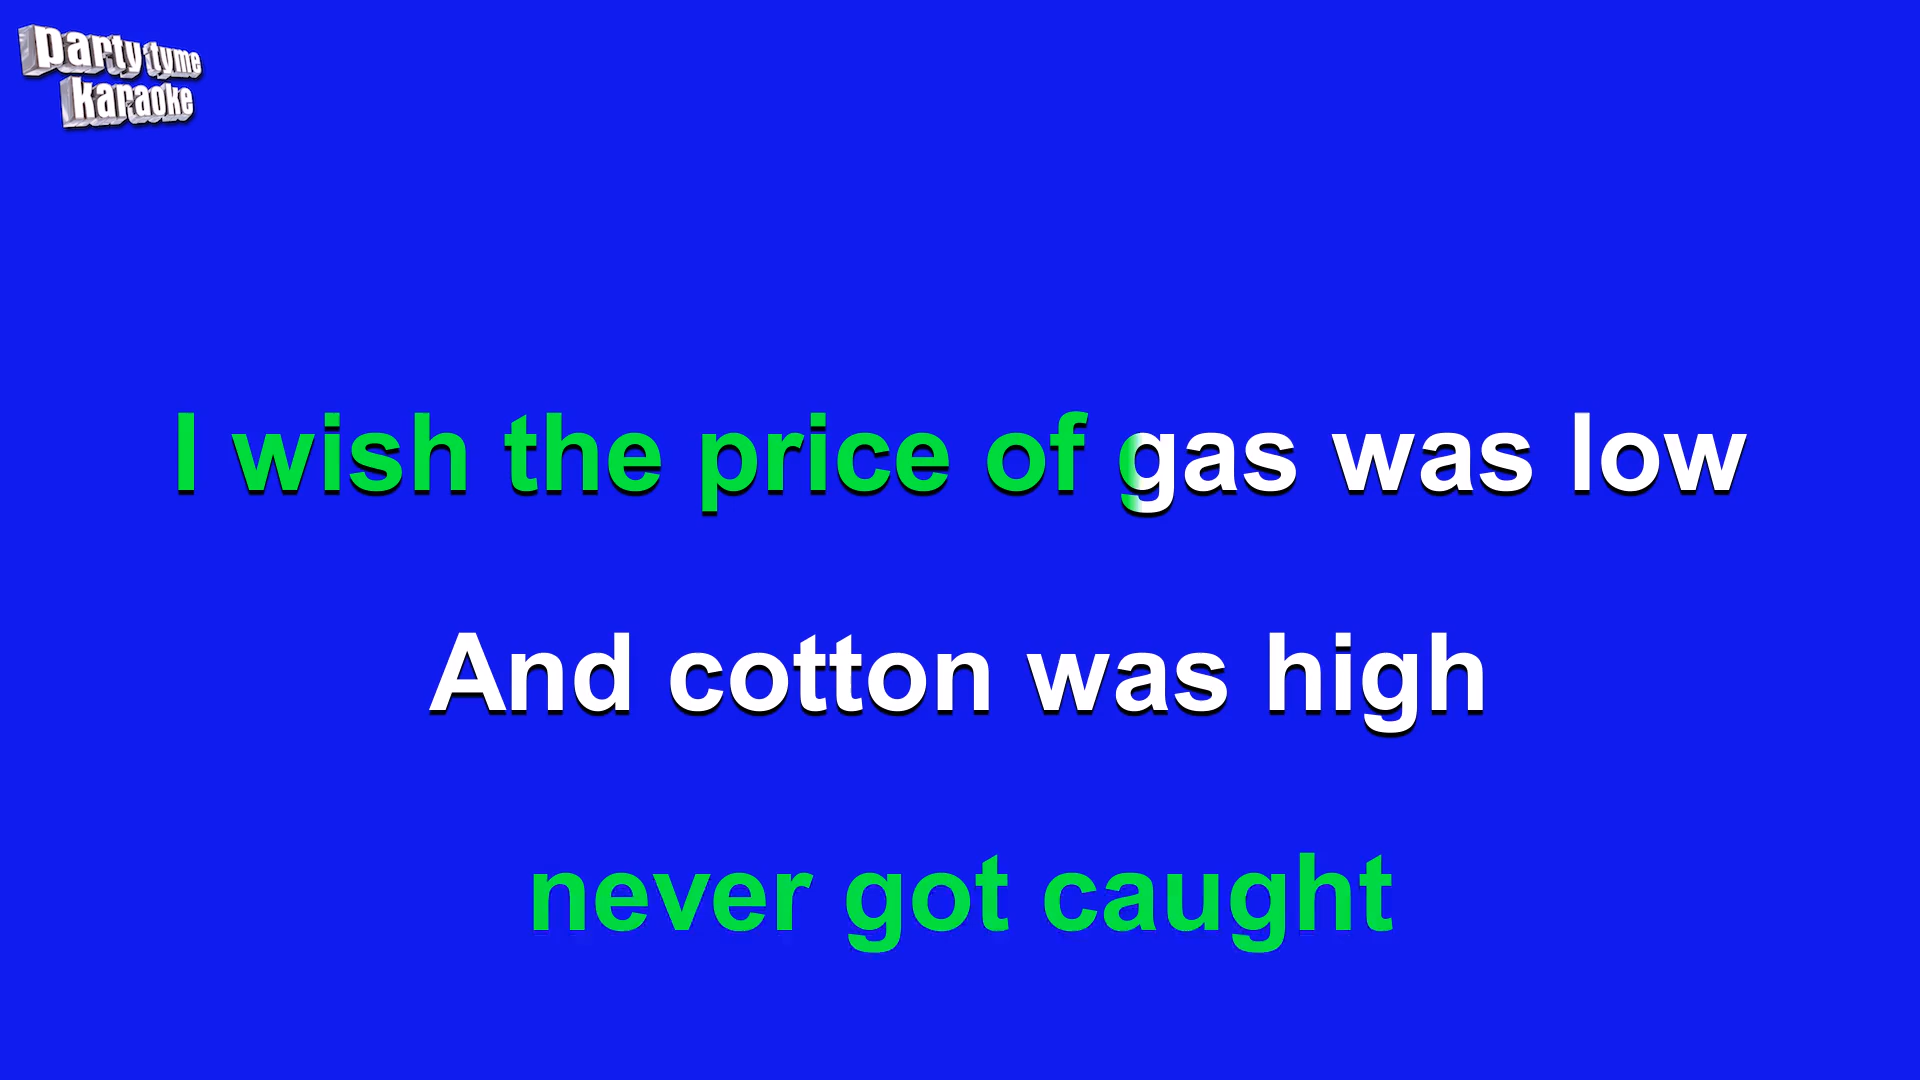 party tyme
karaoke
I wish the price of gas was low
And cotton was high
never got caught